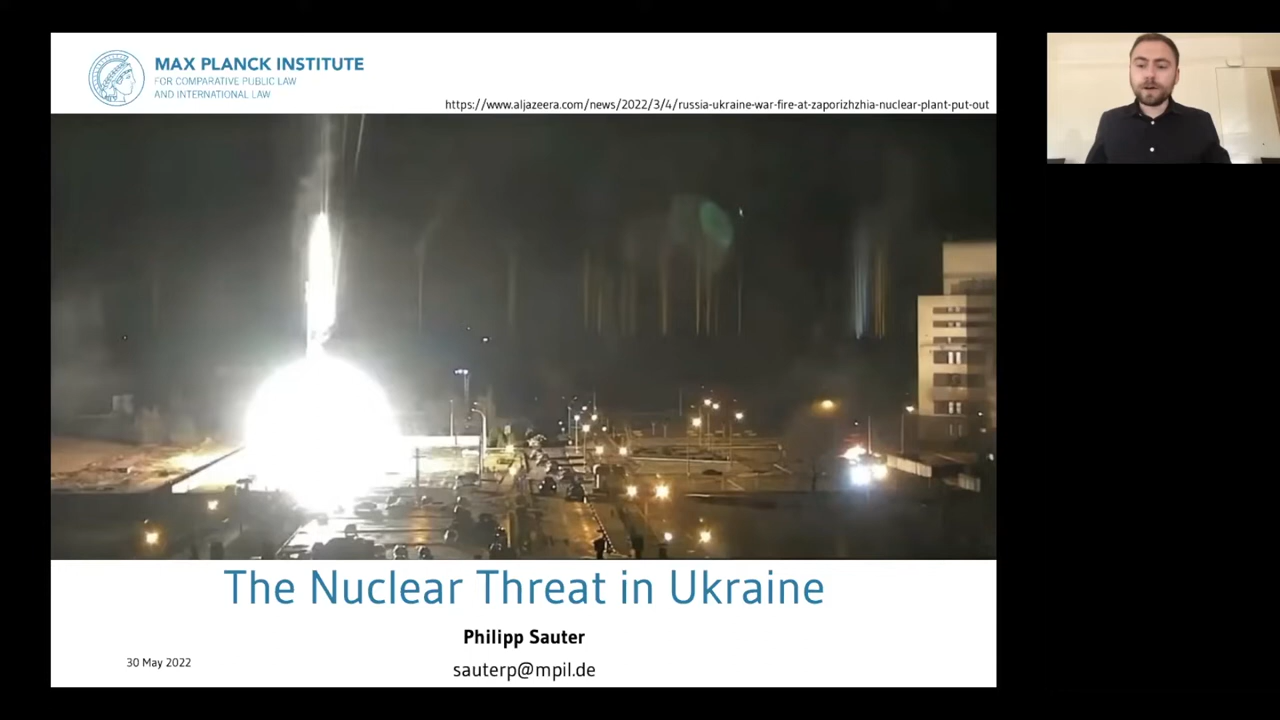 MAX PLANCK INSTITUTE
FOR COMPARATIVE PUBLIC LAW
AND INTERNATIONAL LAW
https://www.aljazeera.com/news/2022/3/4/russia-ukraine-war-fire-at-zaporizhzhia-nuclear-plant-put-out
The Nuclear Threat in Ukraine
Philipp Sauter
30 May 2022
sauterp@mpil.de